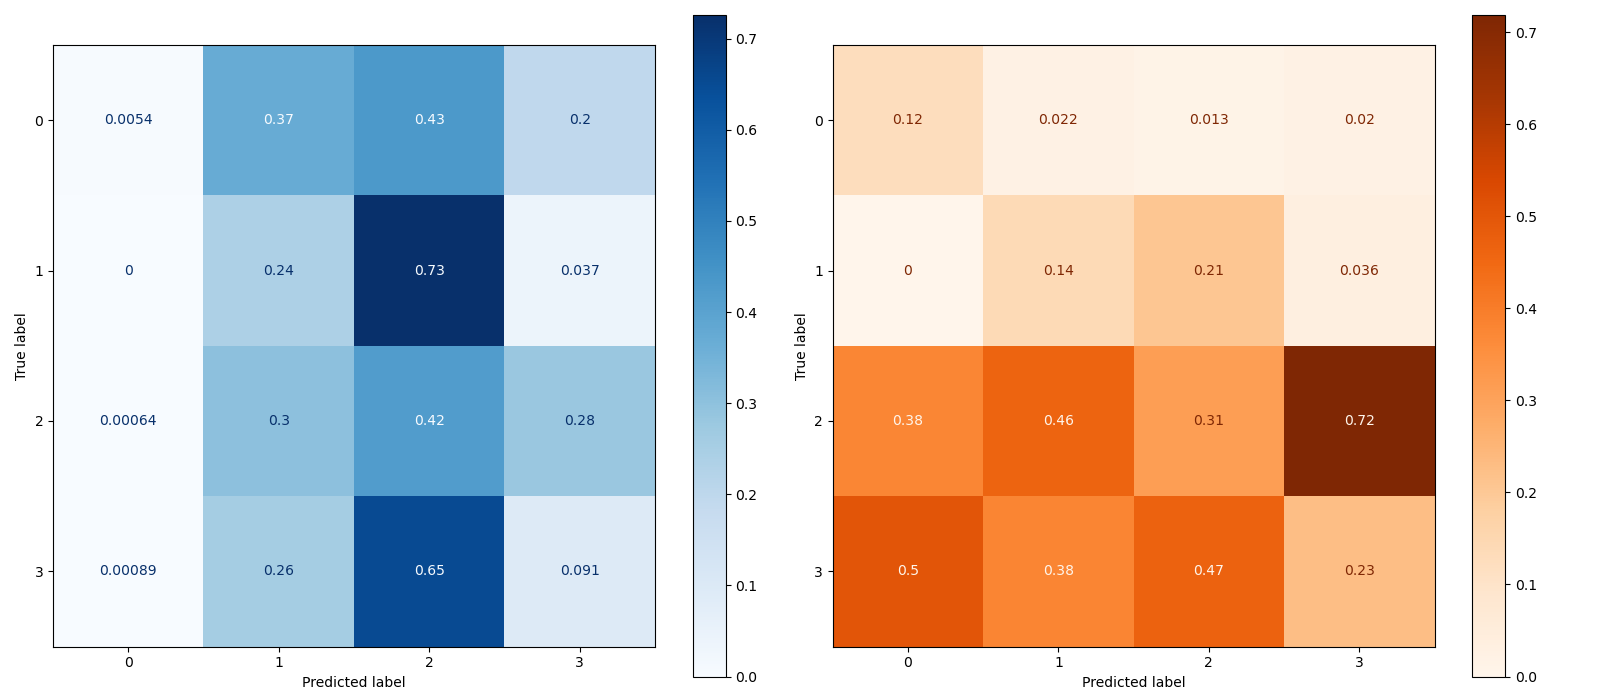 0 0.0054 0.37 0.43 0.2
1 0 0.24 0.73 0.037
2 0.00064 0.3 0.42 0.28
3 0.00089 0.26 0.65 0.091
0 1 2 3
True label
Predicted label
0.7
0.6
0.5
0.4
0.3
0.2
0.1
0.0
0 0.12 0.022 0.013 0.02
1 0 0.14 0.21 0.036
2 0.38 0.46 0.31 0.72
3 0.5 0.38 0.47 0.23
0 1 2 3
True label
Predicted label
0.7
0.6
0.5
0.4
0.3
0.2
0.1
0.0